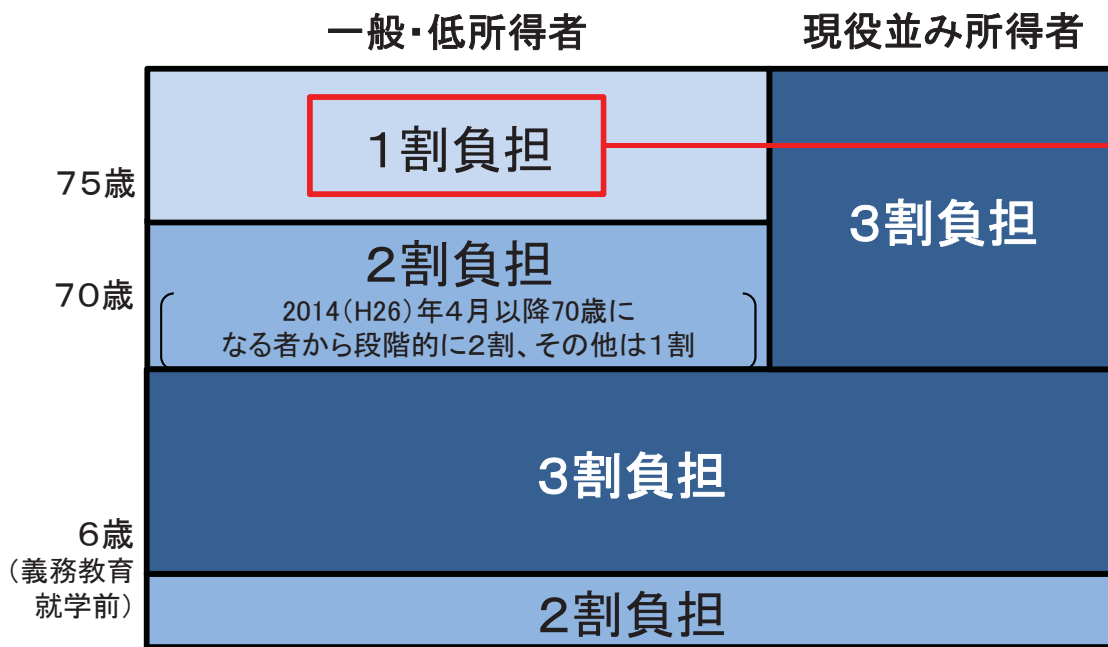 一般・低所得者
現役並み所得者
75歳
1割負担
3割負担
70歳
2割負担
2014(H26)年4月以降70歳に
なる者から段階的に2割、その他は1割
3割負担
6歳
(義務教育
就学前)
2割負担